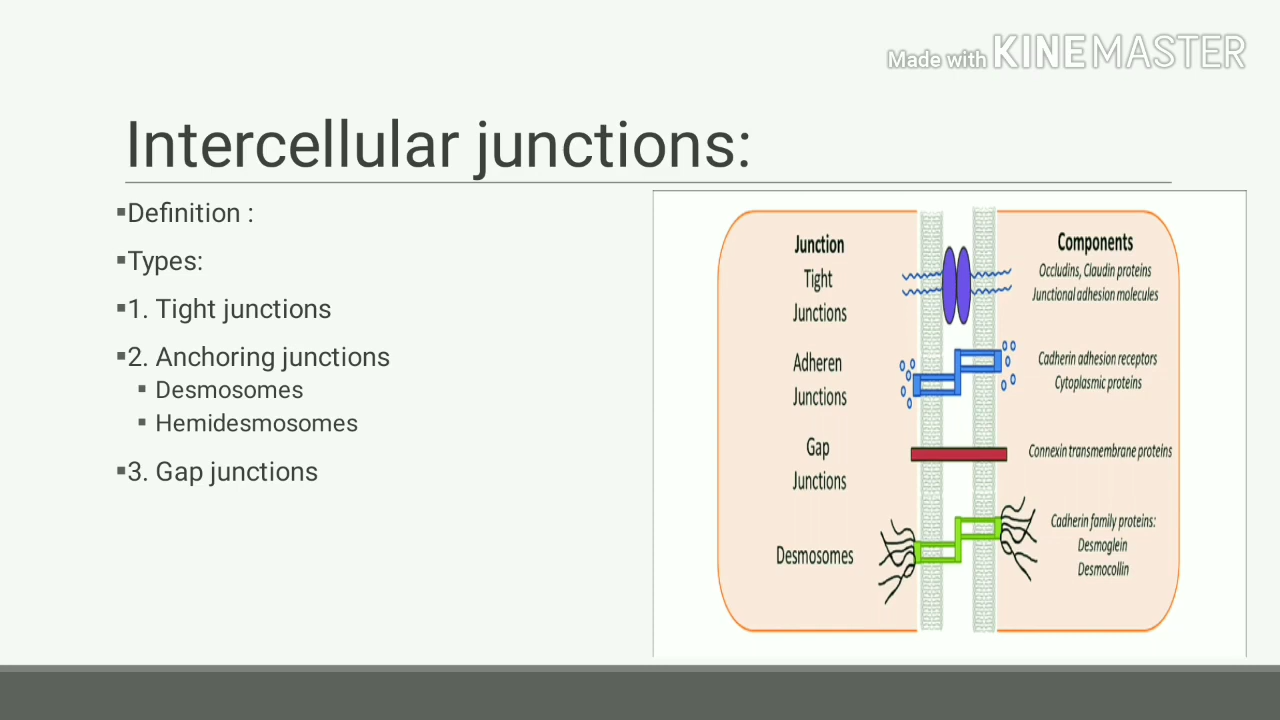 Made with KINEMASTER
Intercellular junctions:
▪Definition :
▪Types:
▪1. Tight junctions
▪2. Anchoring junctions
▪ Desmosomes
▪ Hemidesmosomes
▪3. Gap junctions
Junction
Tight
Junctions
Adheren
Junctions
Gap
Junctions
Desmosomes
Components
Occludins, Claudin proteins
Junctional adhesion molecules
Cadherin adhesion receptors
Cytoplasmic proteins
Connexin transmembrane proteins
Cadherin family proteins:
Desmoglein
Desmocollin